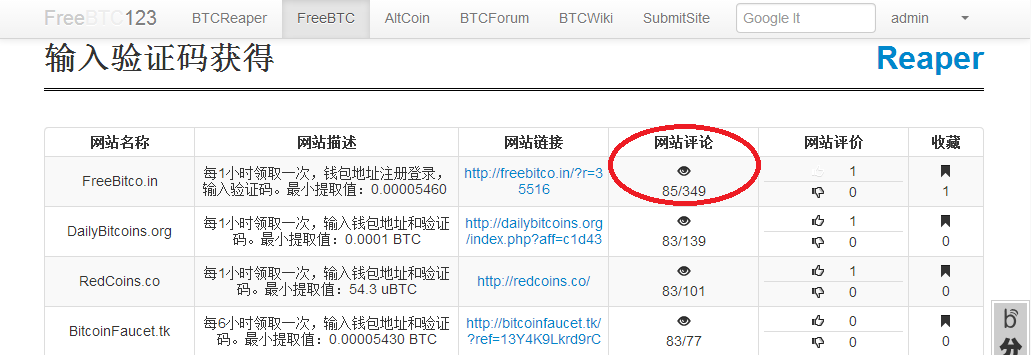 FreeBTC123 BTCReaper FreeBTC AltCoin BTCForum BTCWiki SubmitSite Google It admin
输入验证码获得 Reaper
网站名称 网站描述 网站链接 网站评论 网站评价 收藏
FreeBitco.in
每1小时领取一次，钱包地址注册登录，
输入验证码。最小提取值：0.00005460
http://freebitco.in/?r=3
5516
85/349
1
0
1
DailyBitcoins.org
每1小时领取一次，输入钱包地址和验证
码。最小提取值：0.0001 BTC
http://dailybitcoins.org
/index.php?aff=c1d43
83/139
1
0
0
RedCoins.co
每1小时领取一次，输入钱包地址和验证
码。最小提取值：54.3 uBTC
http://redcoins.co/
83/101
1
0
0
BitcoinFaucet.tk
每6小时领取一次，输入钱包地址和验证
码。最小提取值：0.00005430 BTC
http://bitcoinfaucet.tk/
?ref=13Y4K9Lkrd9rC
83/77
0
0
0
分